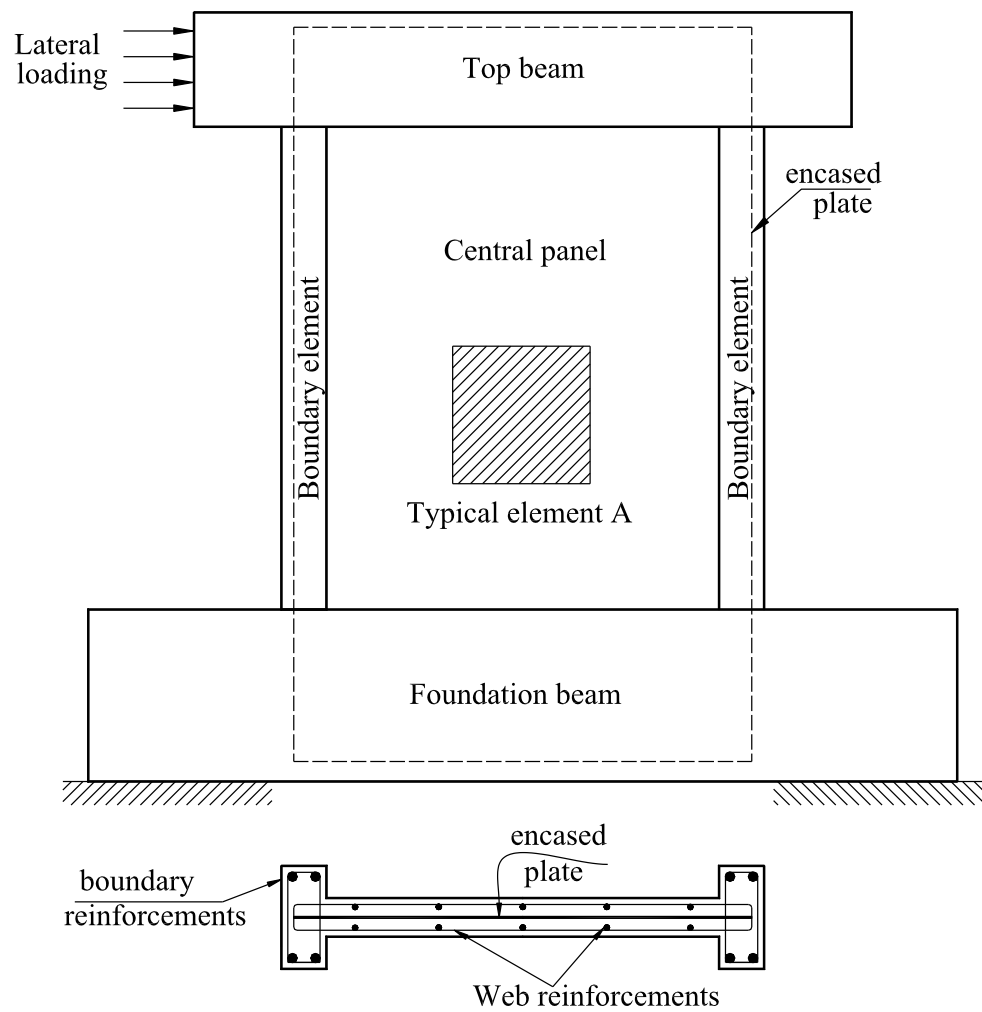 Lateral
loading
Top beam
encased
plate
Central panel
Boundary element
Boundary element
Typical element A
Foundation beam
encased
plate
boundary
reinforcements
Web reinforcements